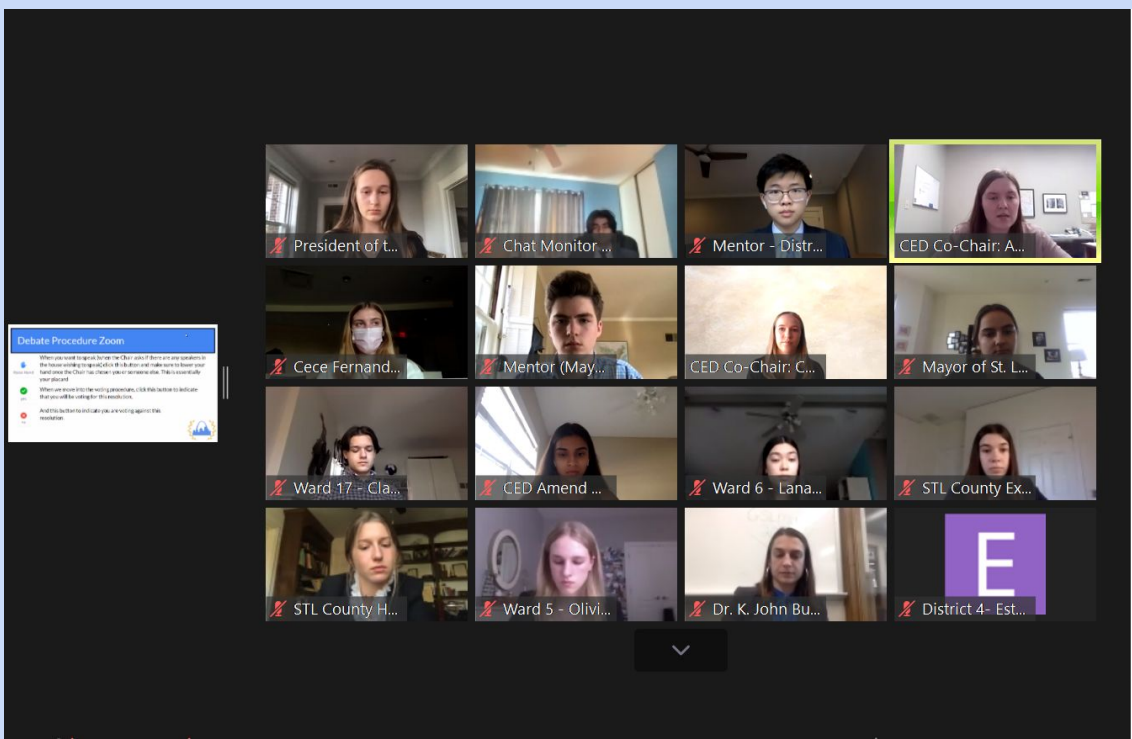 Debate Procedure Zoom
When you want to speak (when the Chair asks if there are any speakers in
the house wishing to speak) click this button and make sure to lower your
hand once the Chair has chosen you or someone else. This is essentially
your placard
When we move into the voting procedure, click this button to indicate
that you will be voting for this resolution.
And this button to indicate you are voting against this
resolution.
President of t...
Chat Monitor ...
Mentor - Distr...
CED Co-Chair: A...
Cece Fernand...
Mentor (May...
CED Co-Chair: C...
Mayor of St. L...
Ward 17 - Cla...
CED Amend ...
Ward 6 - Lana...
STL County Ex...
STL County H...
Ward 5 - Olivi...
Dr. K. John Bu...
E
District 4- Est...